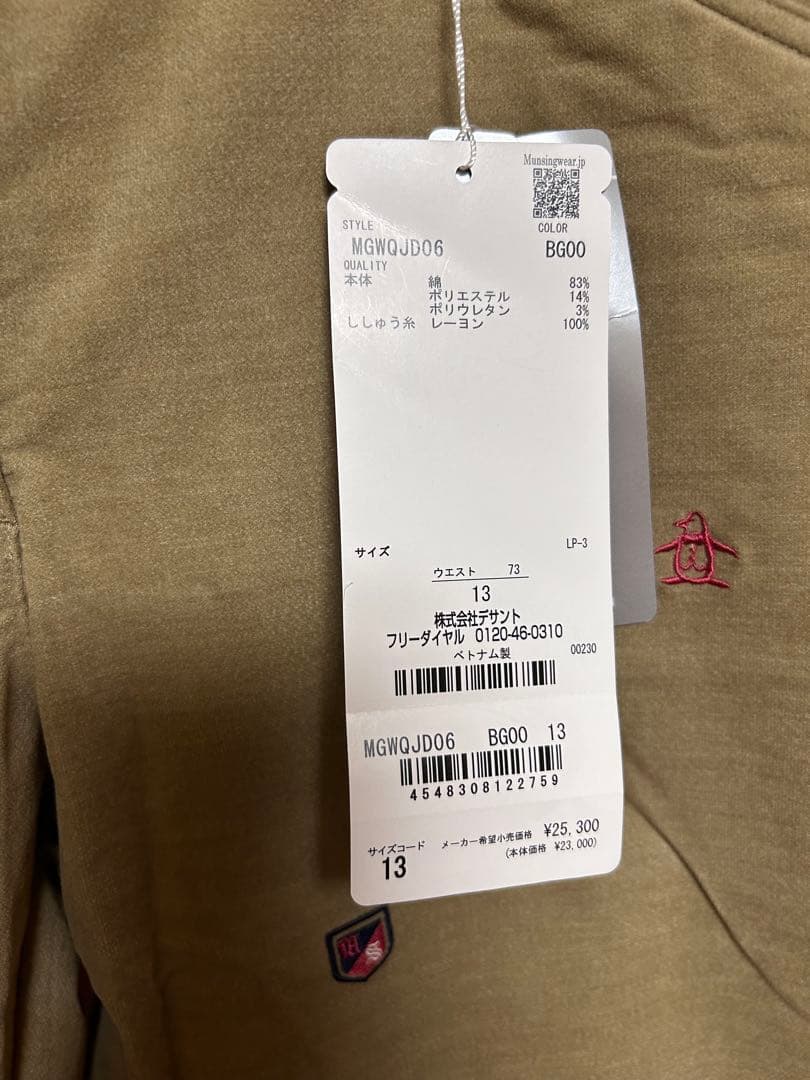 Munsingwear.jp
STYLE
COLOR
MGWQJD06 BG00
QUALITY
本体 綿 83%
ポリエステル 14%
ポリウレタン 3%
ししゅう糸 レーヨン 100%
サイズ LP-3
ウエスト 73
13
株式会社デサント
フリーダイヤル 0120-46-0310
ベトナム製 00230
MGWQJD06 BG00 13
4548308122759
サイズコード メーカー希望小売価格 ¥25,300
13 (本体価格 ¥23,000)